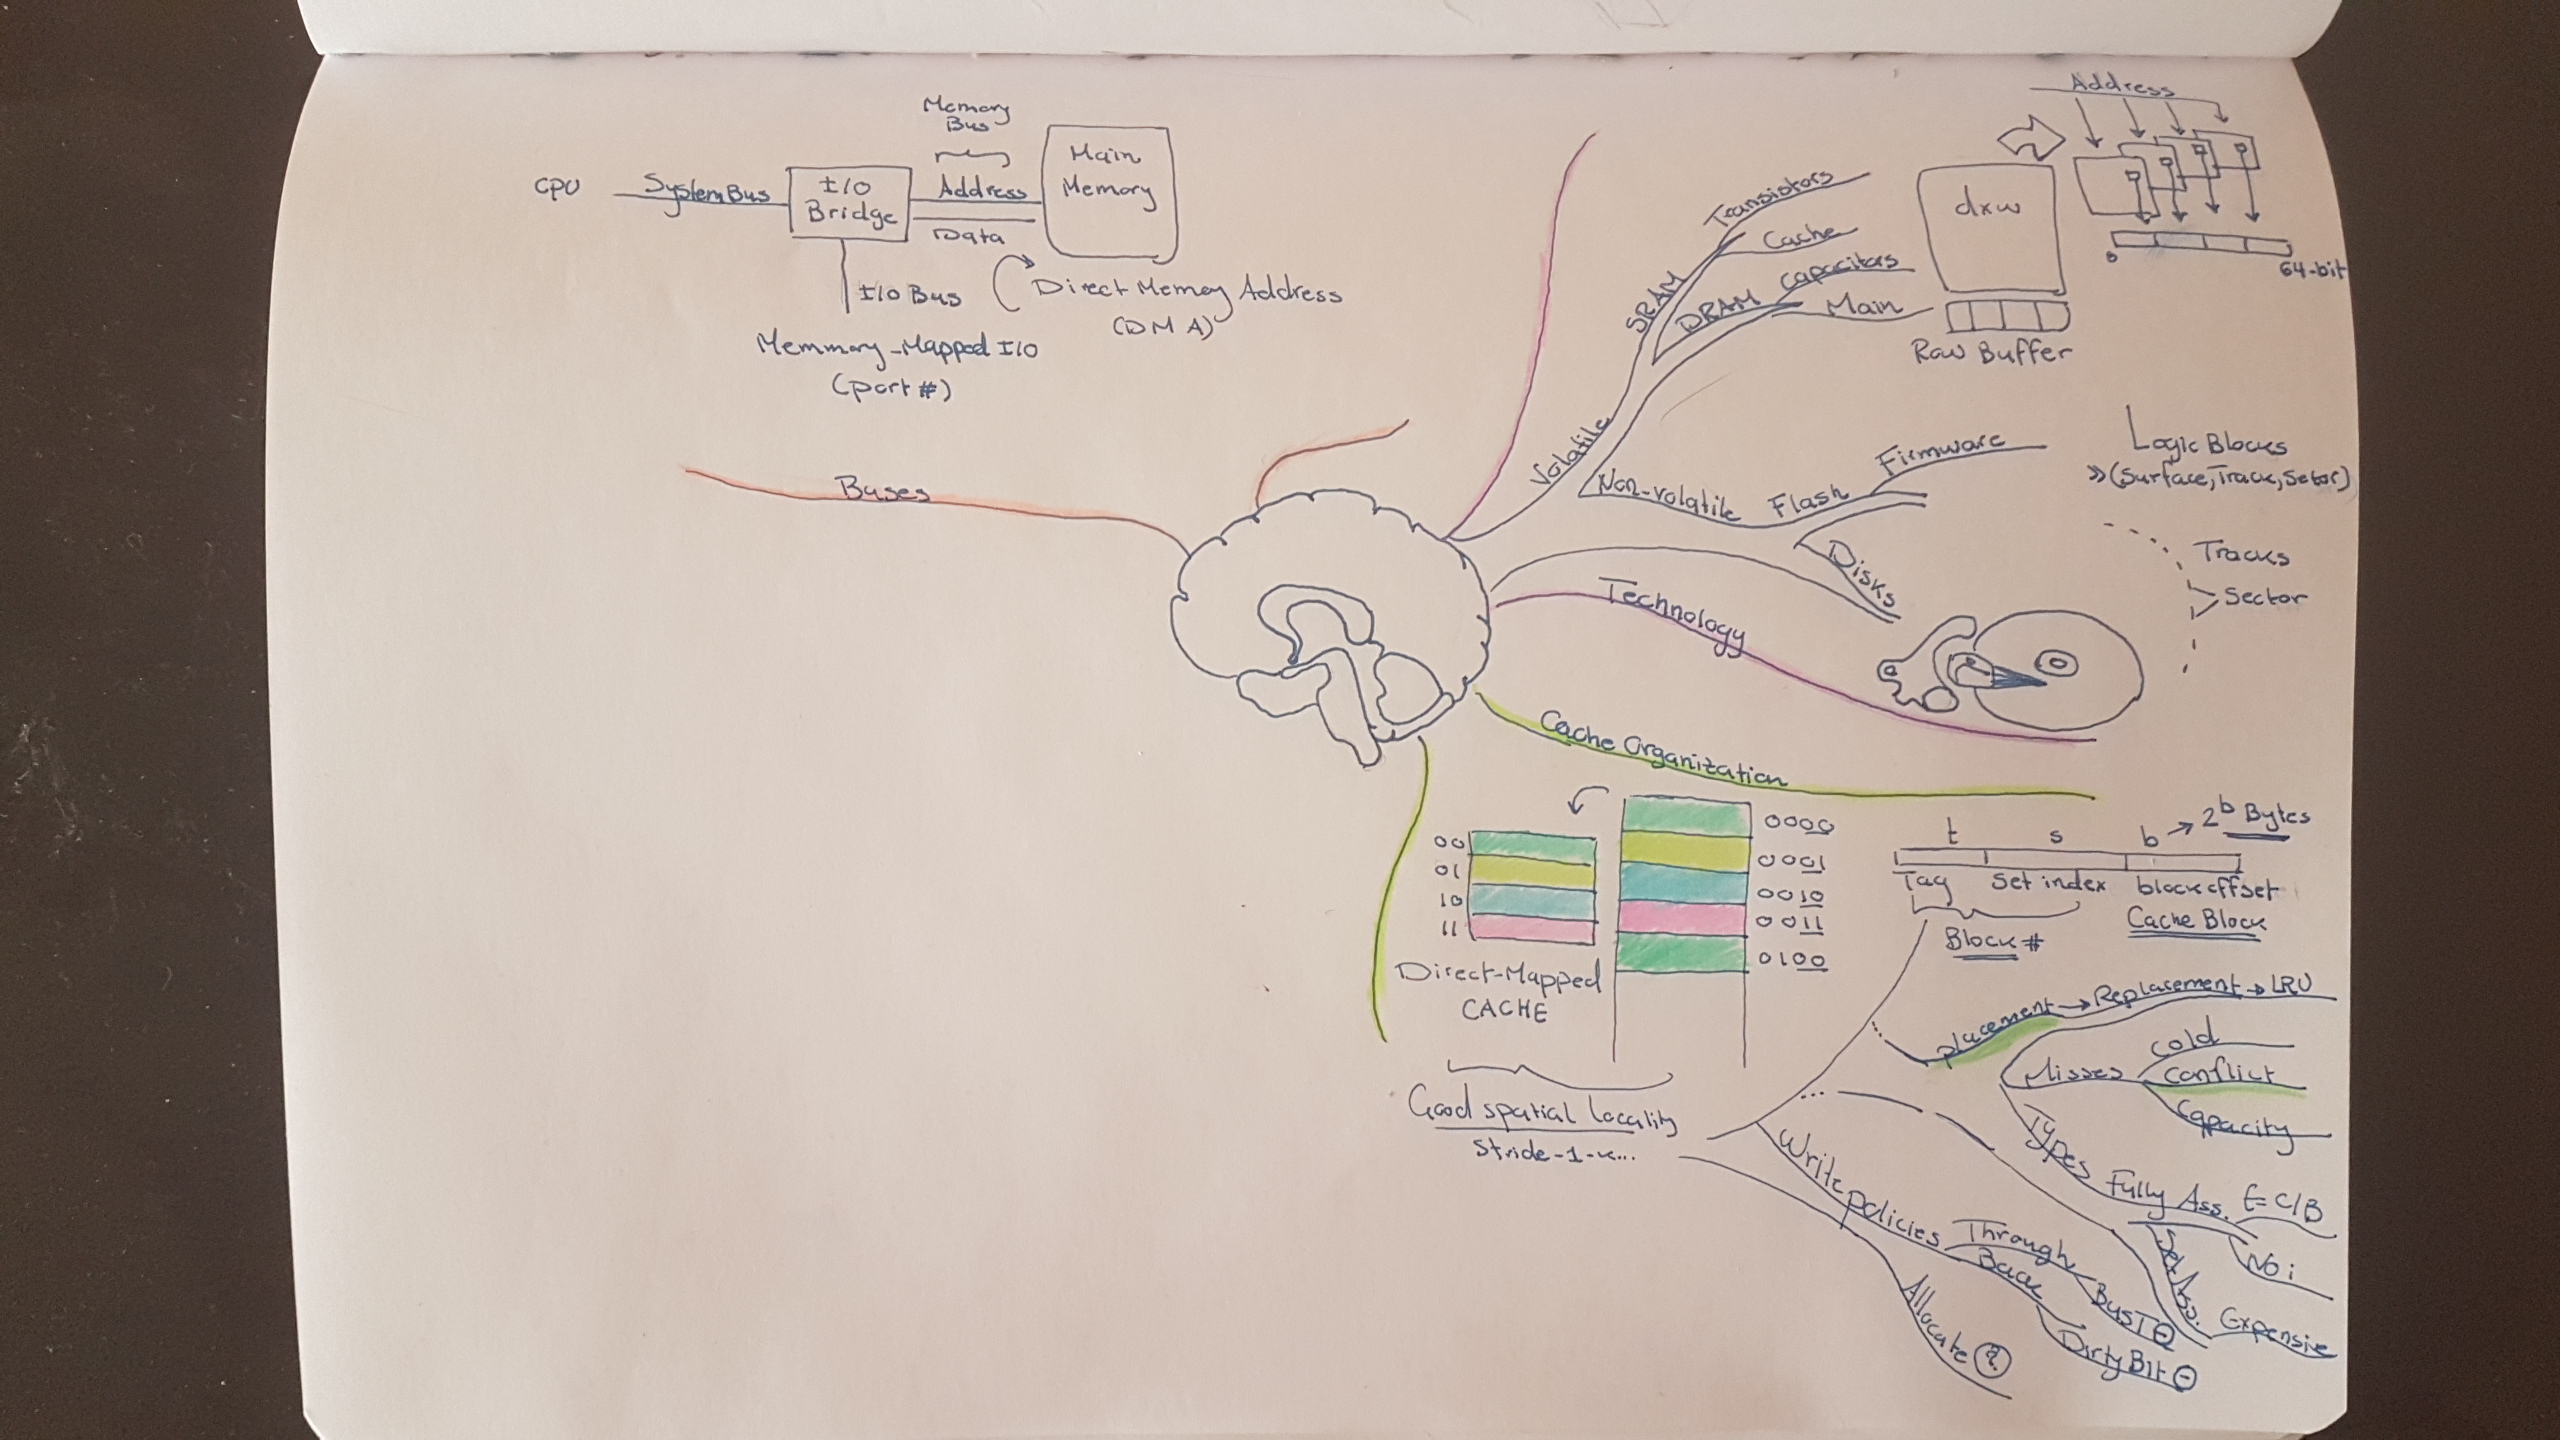 Memory
Bus
CPU
System Bus
I/O
Bridge
Address
Data
Main
Memory
I/O Bus
Direct Memoy Address
(DMA)
Memmory-Mapped I/O
(port #)
Buses
Volatile
SRAM
Transistors
Cache
DRAM
capacitors
Main
dxw
Row Buffer
Address
0
64-bit
Non-volatile
Flash
Firmware
Disks
Logic Blocks
>> (Surface, Track, Setor)
Tracks
Sector
Technology
Cache Organization
00
01
10
11
Direct-Mapped
CACHE
0000
0001
0010
0011
0100
t s b → 2^b Bytes
Tag Set index block offset
Cache Block
Block #
Good spatial locality
Stride-1-
placement → Replacement → LRU
Misses
cold
Conflict
Capacity
Types
Fully Ass.
E = C/B
No i
Set Ass.
Expensive
Write policies
Through
Bus T ⊖
Back
Dirty Bit ⊖
Allocate ?